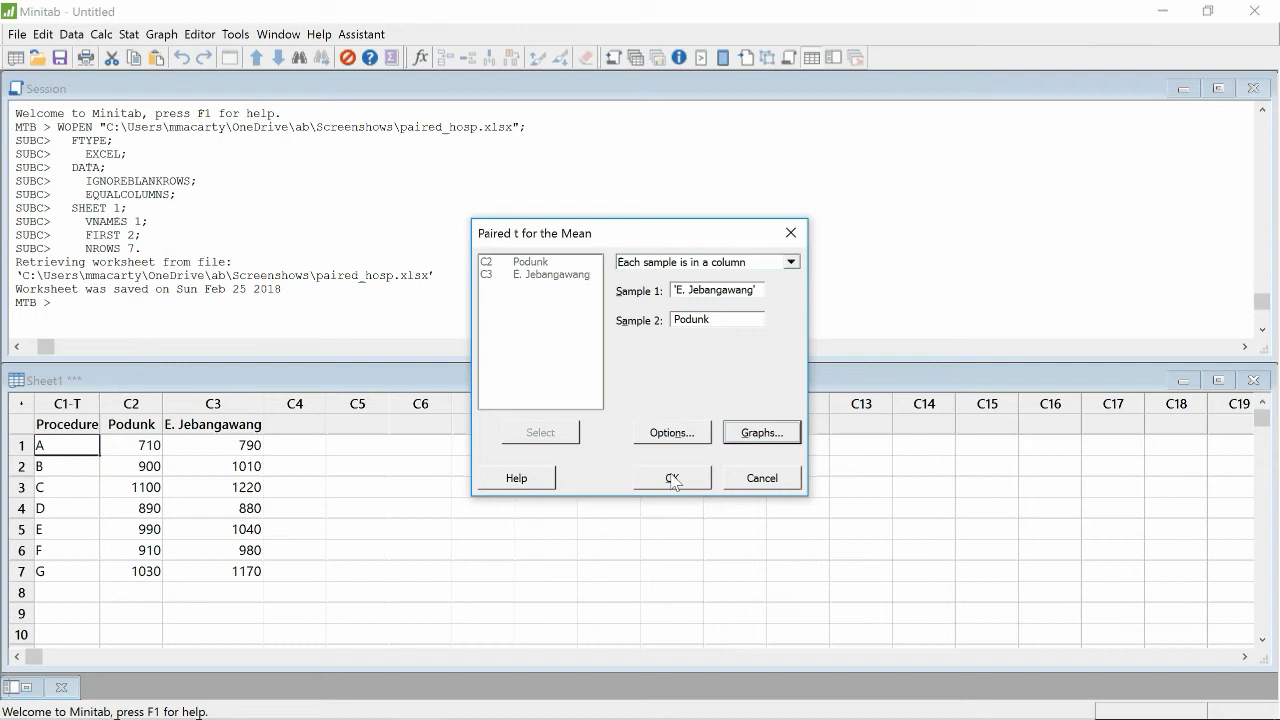 Minitab - Untitled
File Edit Data Calc Stat Graph Editor Tools Window Help Assistant
Session
Welcome to Minitab, press F1 for help.
MTB > WOPEN "C:\Users\mmacarty\OneDrive\ab\Screenshows\paired_hosp.xlsx";
SUBC> FTYPE;
SUBC> EXCEL;
SUBC> DATA;
SUBC> IGNOREBLANKROWS;
SUBC> EQUALCOLUMNS;
SUBC> SHEET 1;
SUBC> VNAMES 1;
SUBC> FIRST 2;
SUBC> NROWS 7.
Retrieving worksheet from file:
‘C:\Users\mmacarty\OneDrive\ab\Screenshows\paired_hosp.xlsx’
Worksheet was saved on Sun Feb 25 2018
MTB >
Paired t for the Mean
C2 Podunk
C3 E. Jebangawang
Each sample is in a column
Sample 1: 'E. Jebangawang'
Sample 2: Podunk
Select
Options...
Graphs...
Help
OK
Cancel
Sheet1 ***
C1-T C2 C3 C4 C5 C6 C13 C14 C15 C16 C17 C18 C19
Procedure Podunk E. Jebangawang
1 A 710 790
2 B 900 1010
3 C 1100 1220
4 D 890 880
5 E 990 1040
6 F 910 980
7 G 1030 1170
8
9
10
Welcome to Minitab, press F1 for help.